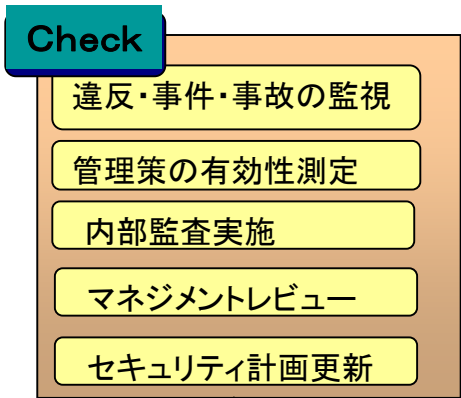 Check
違反・事件・事故の監視
管理策の有効性測定
内部監査実施
マネジメントレビュー
セキュリティ計画更新